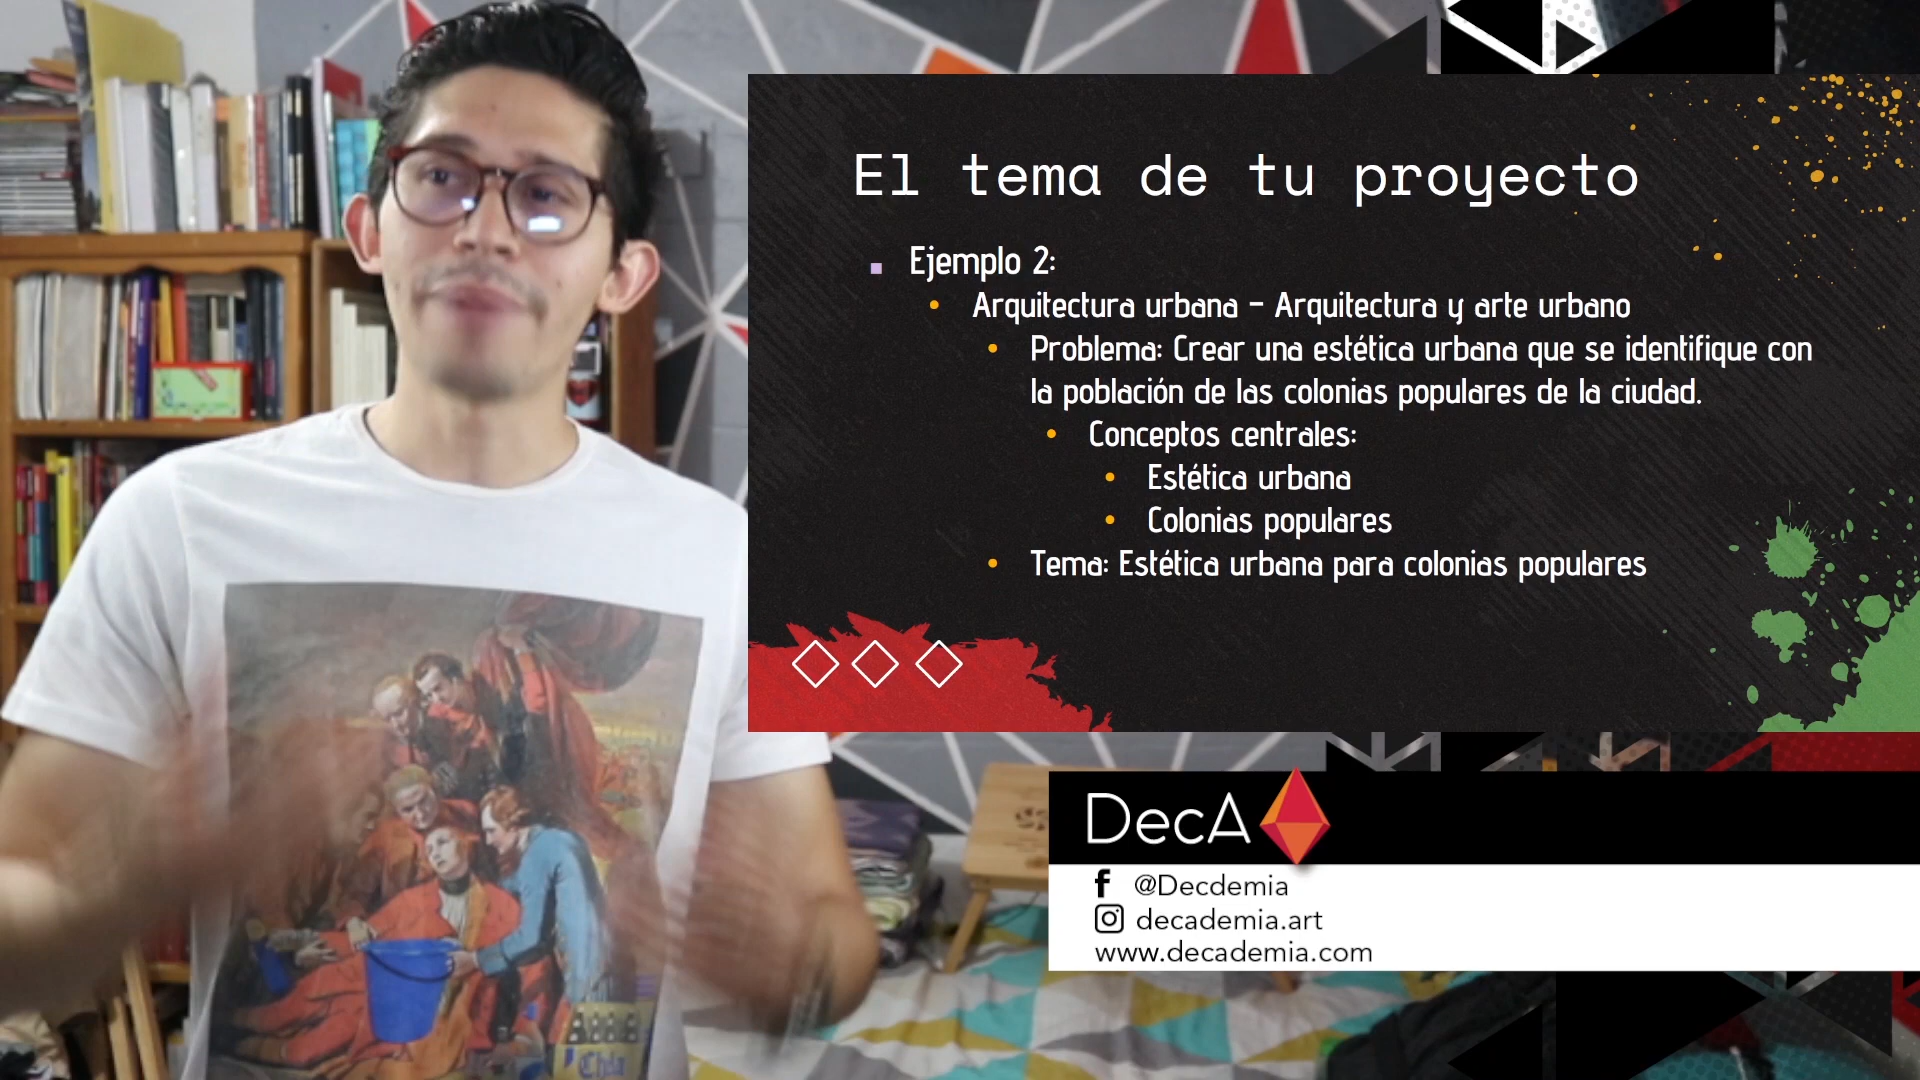 El tema de tu proyecto
Ejemplo 2:
Arquitectura urbana – Arquitectura y arte urbano
Problema: Crear una estética urbana que se identifique con
la población de las colonias populares de la ciudad.
Conceptos centrales:
Estética urbana
Colonias populares
Tema: Estética urbana para colonias populares
DecA
@Decdemia
decademia.art
www.decademia.com